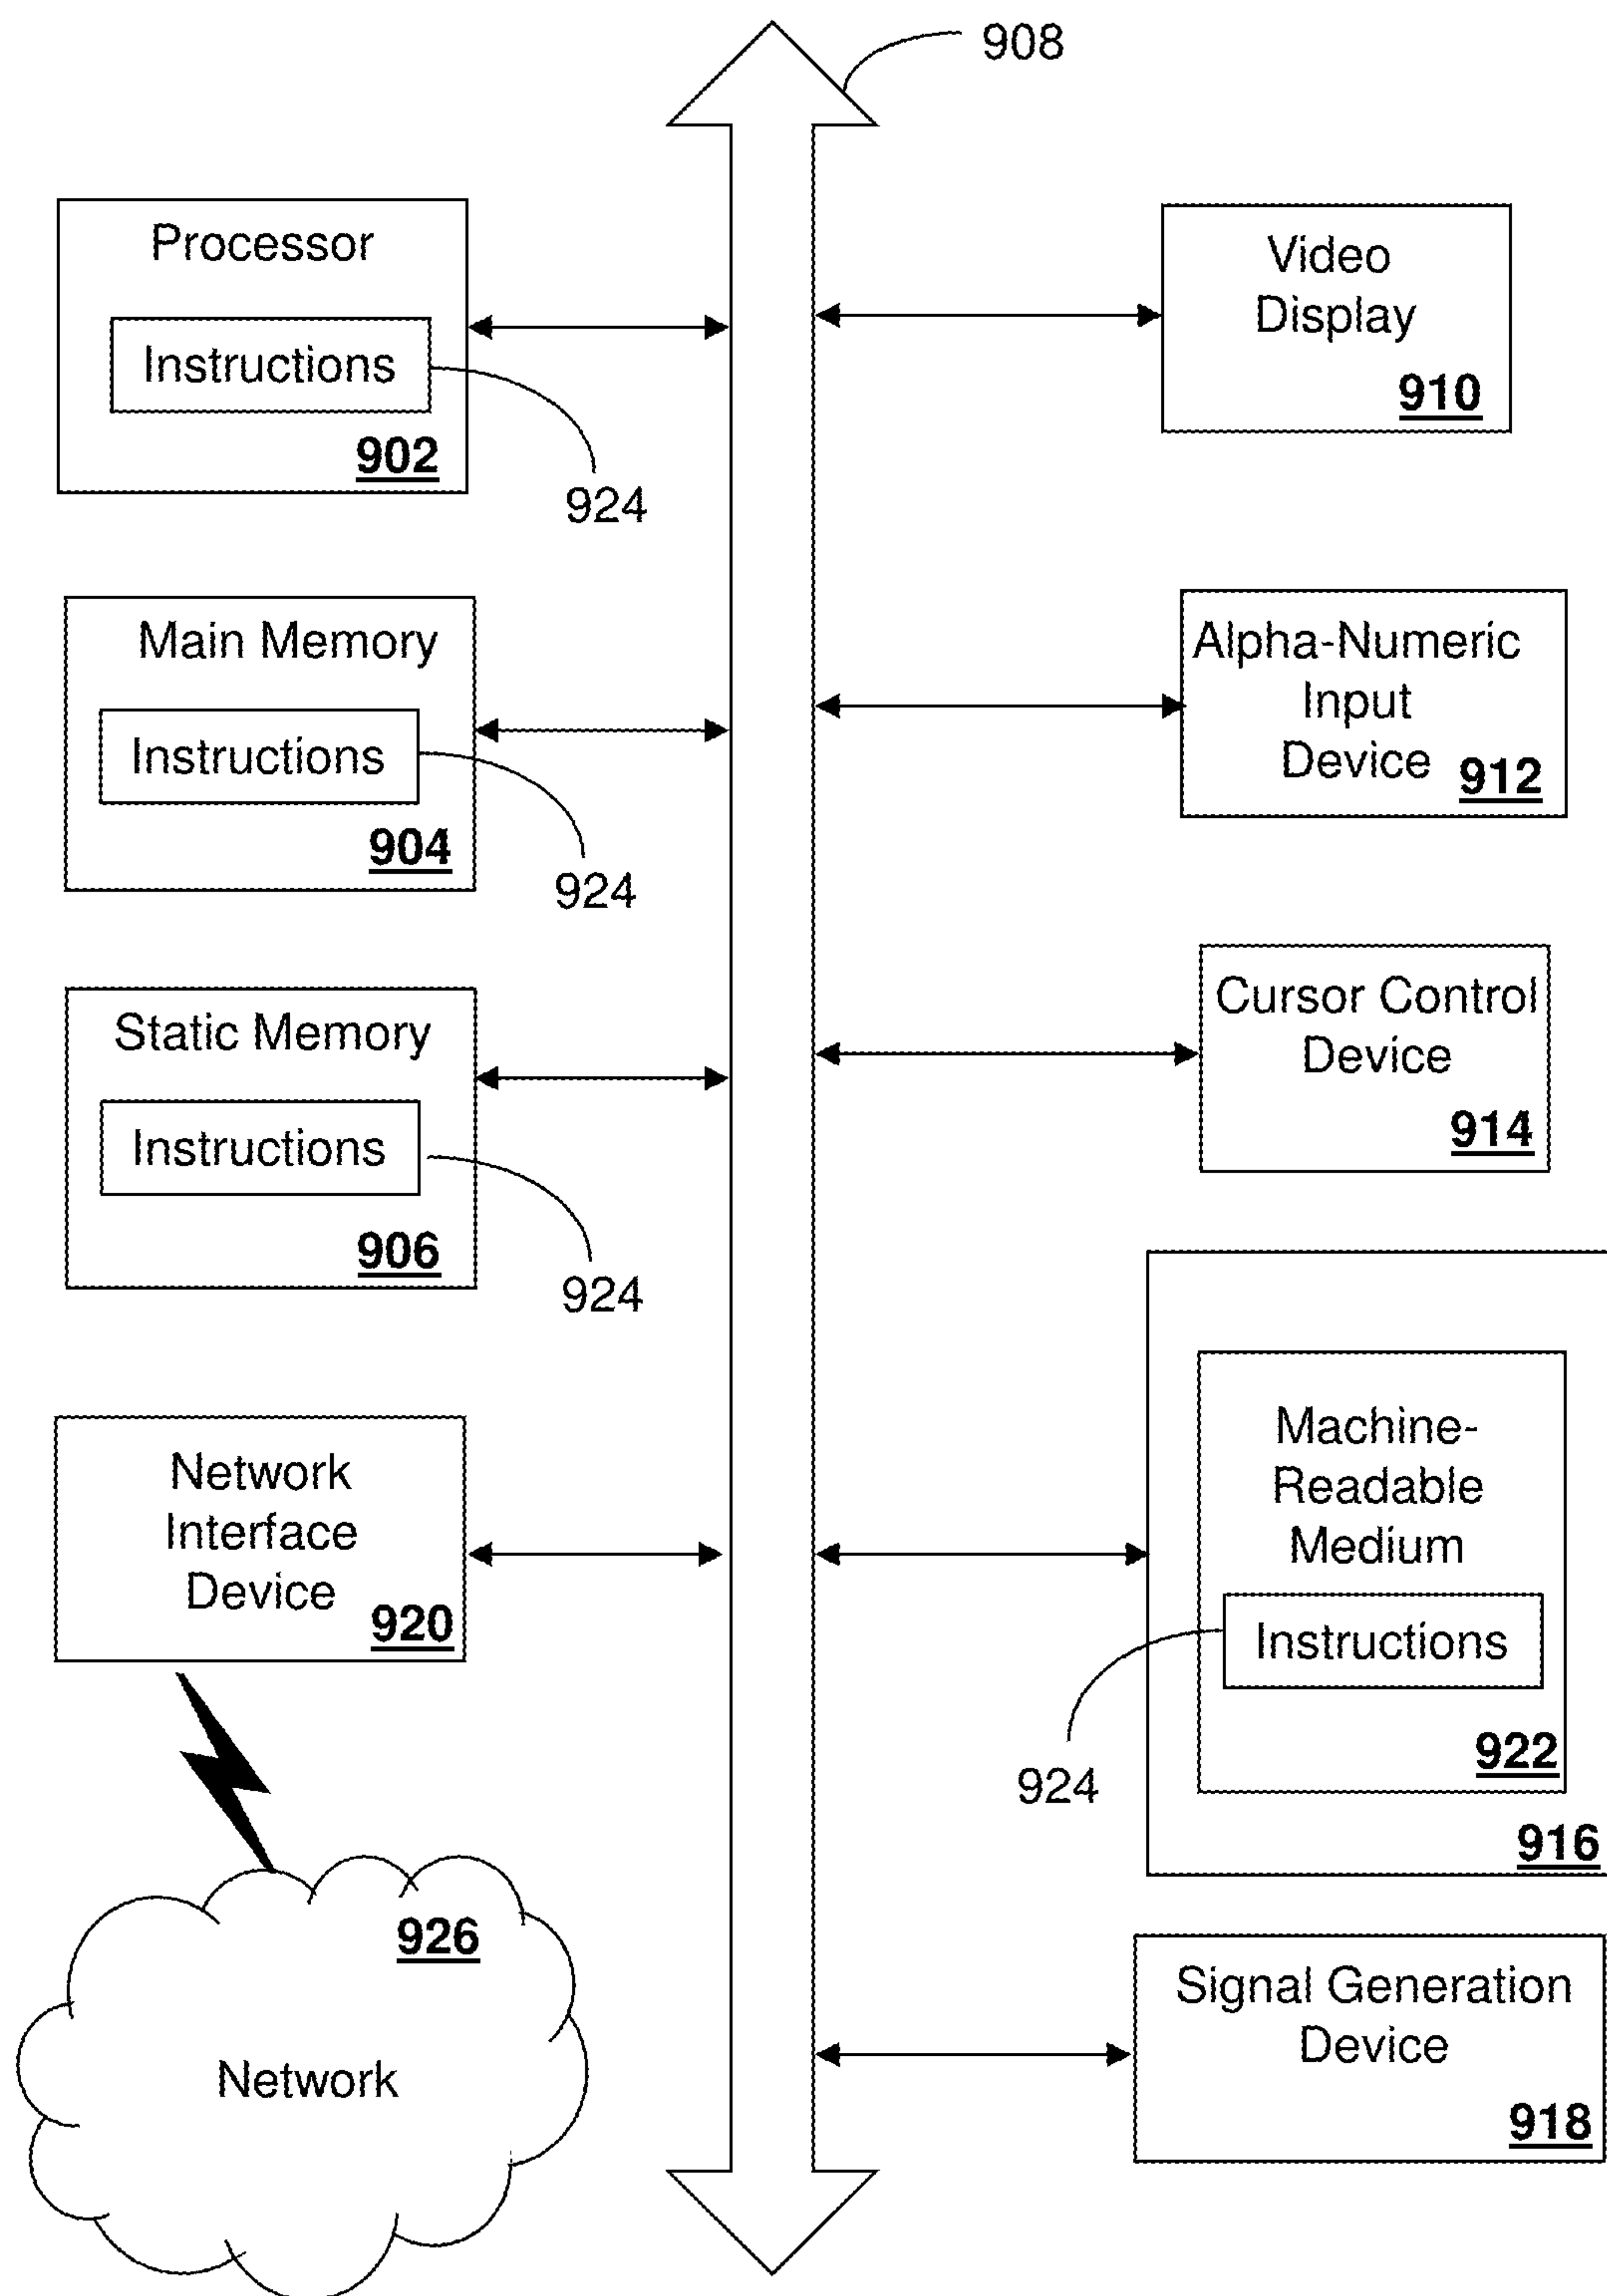 908
Processor
Instructions
902
924
Main Memory
Instructions
904
924
Static Memory
Instructions
906
924
Network
Interface
Device
920
926
Network
Video
Display
910
Alpha-Numeric
Input
Device
912
Cursor Control
Device
914
Machine-
Readable
Medium
Instructions
922
924
916
Signal Generation
Device
918